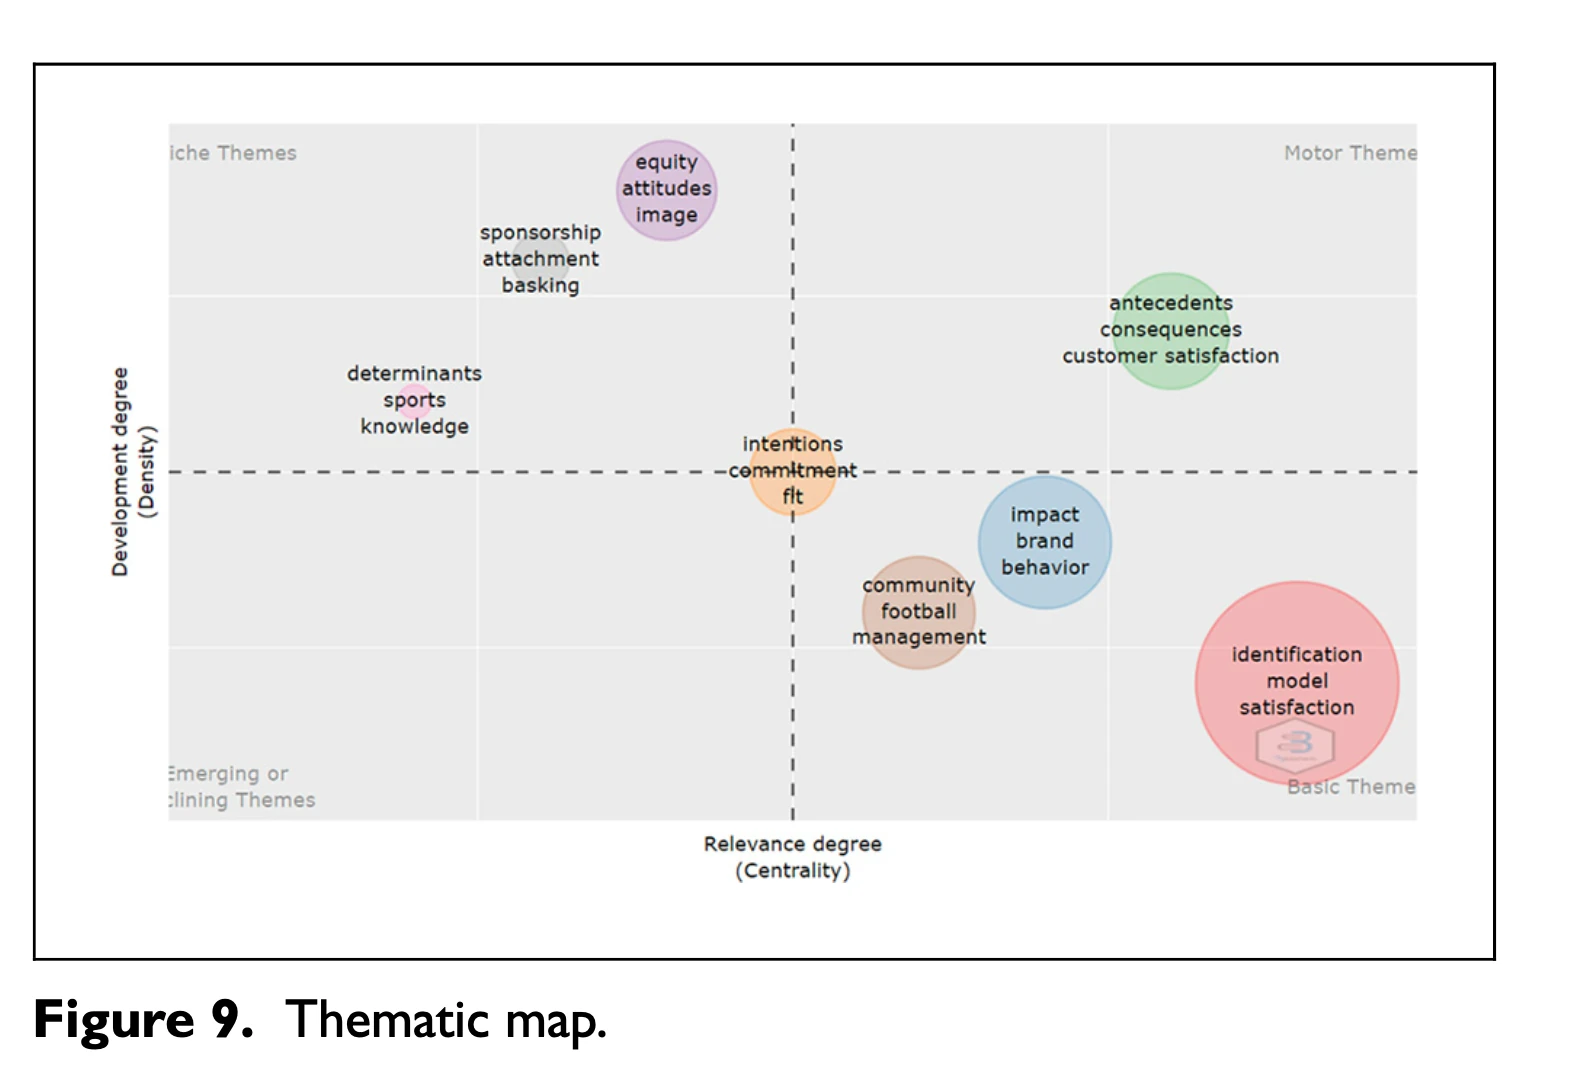 iche Themes
Motor Theme
equity
attitudes
image
sponsorship
attachment
basking
antecedents
consequences
customer satisfaction
determinants
sports
knowledge
Development degree
(Density)
intentions
commitment
fit
impact
brand
behavior
community
football
management
identification
model
satisfaction
Emerging or
clining Themes
Basic Theme
Relevance degree
(Centrality)
Figure 9. Thematic map.